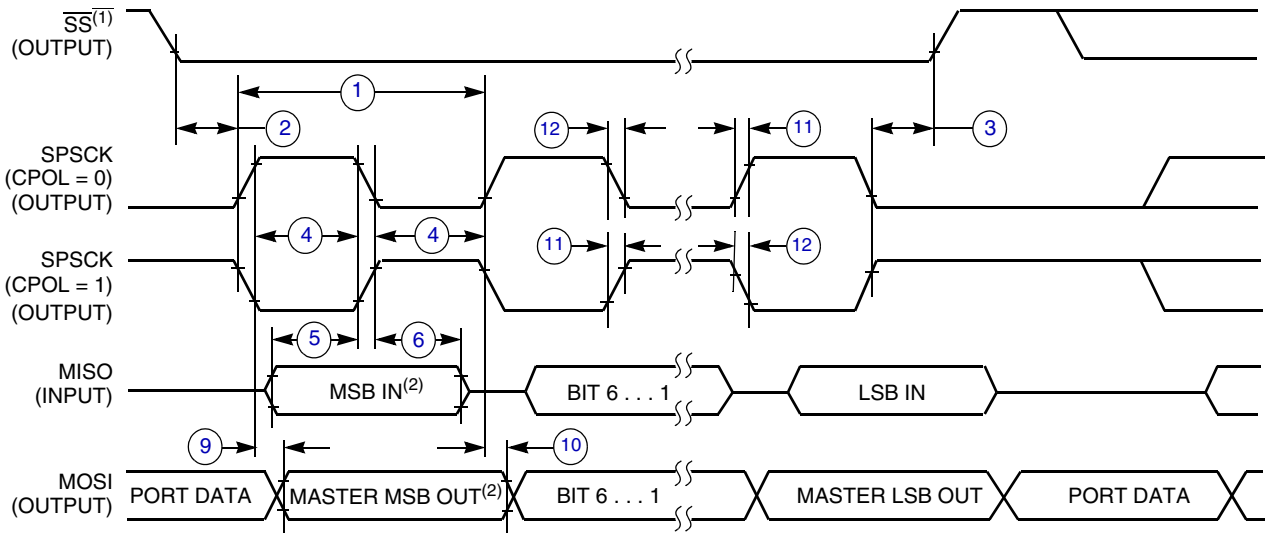 SS(1)
(OUTPUT)
1
2
12
11
3
SPSCK
(CPOL = 0)
(OUTPUT)
4
4
SPSCK
(CPOL = 1)
(OUTPUT)
11
12
5
6
MISO
(INPUT)
MSB IN(2)
BIT 6 . . . 1
LSB IN
9
10
MOSI
(OUTPUT)
PORT DATA
MASTER MSB OUT(2)
BIT 6 . . . 1
MASTER LSB OUT
PORT DATA